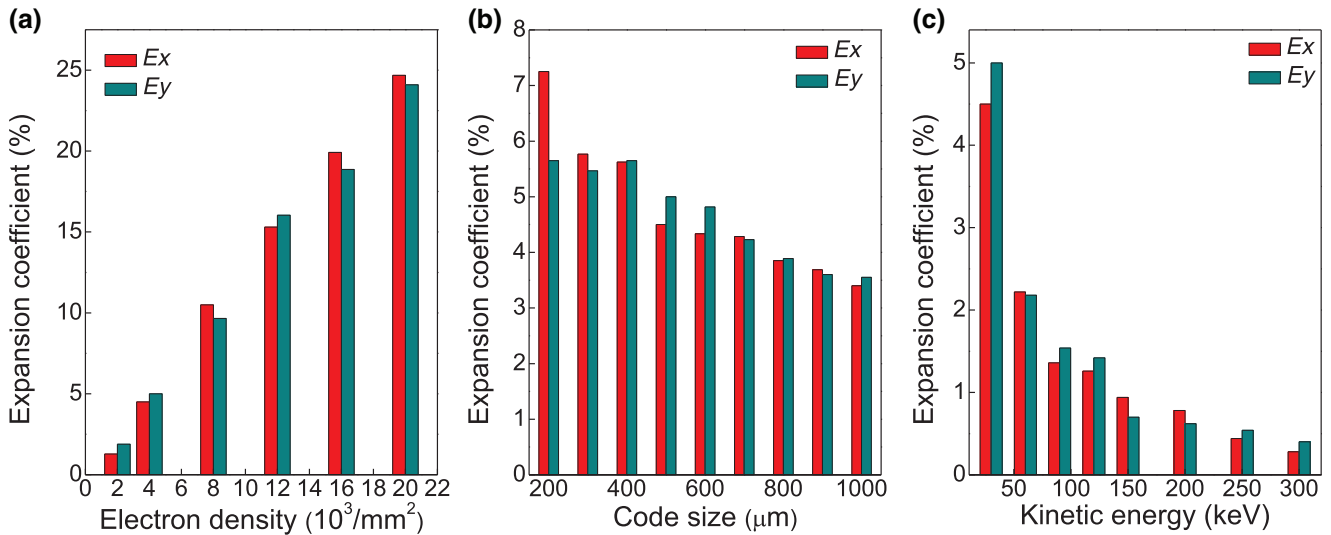 (a)
Ex
Ey
Expansion coefficient (%)
25
20
15
10
5
0
0 2 4 6 8 10 12 14 16 18 20 22
Electron density (10³/mm²)
(b)
Ex
Ey
Expansion coefficient (%)
8
7
6
5
4
3
2
1
0
200 400 600 800 1000
Code size (μm)
(c)
Ex
Ey
Expansion coefficient (%)
5
4
3
2
1
0
50 100 150 200 250 300
Kinetic energy (keV)